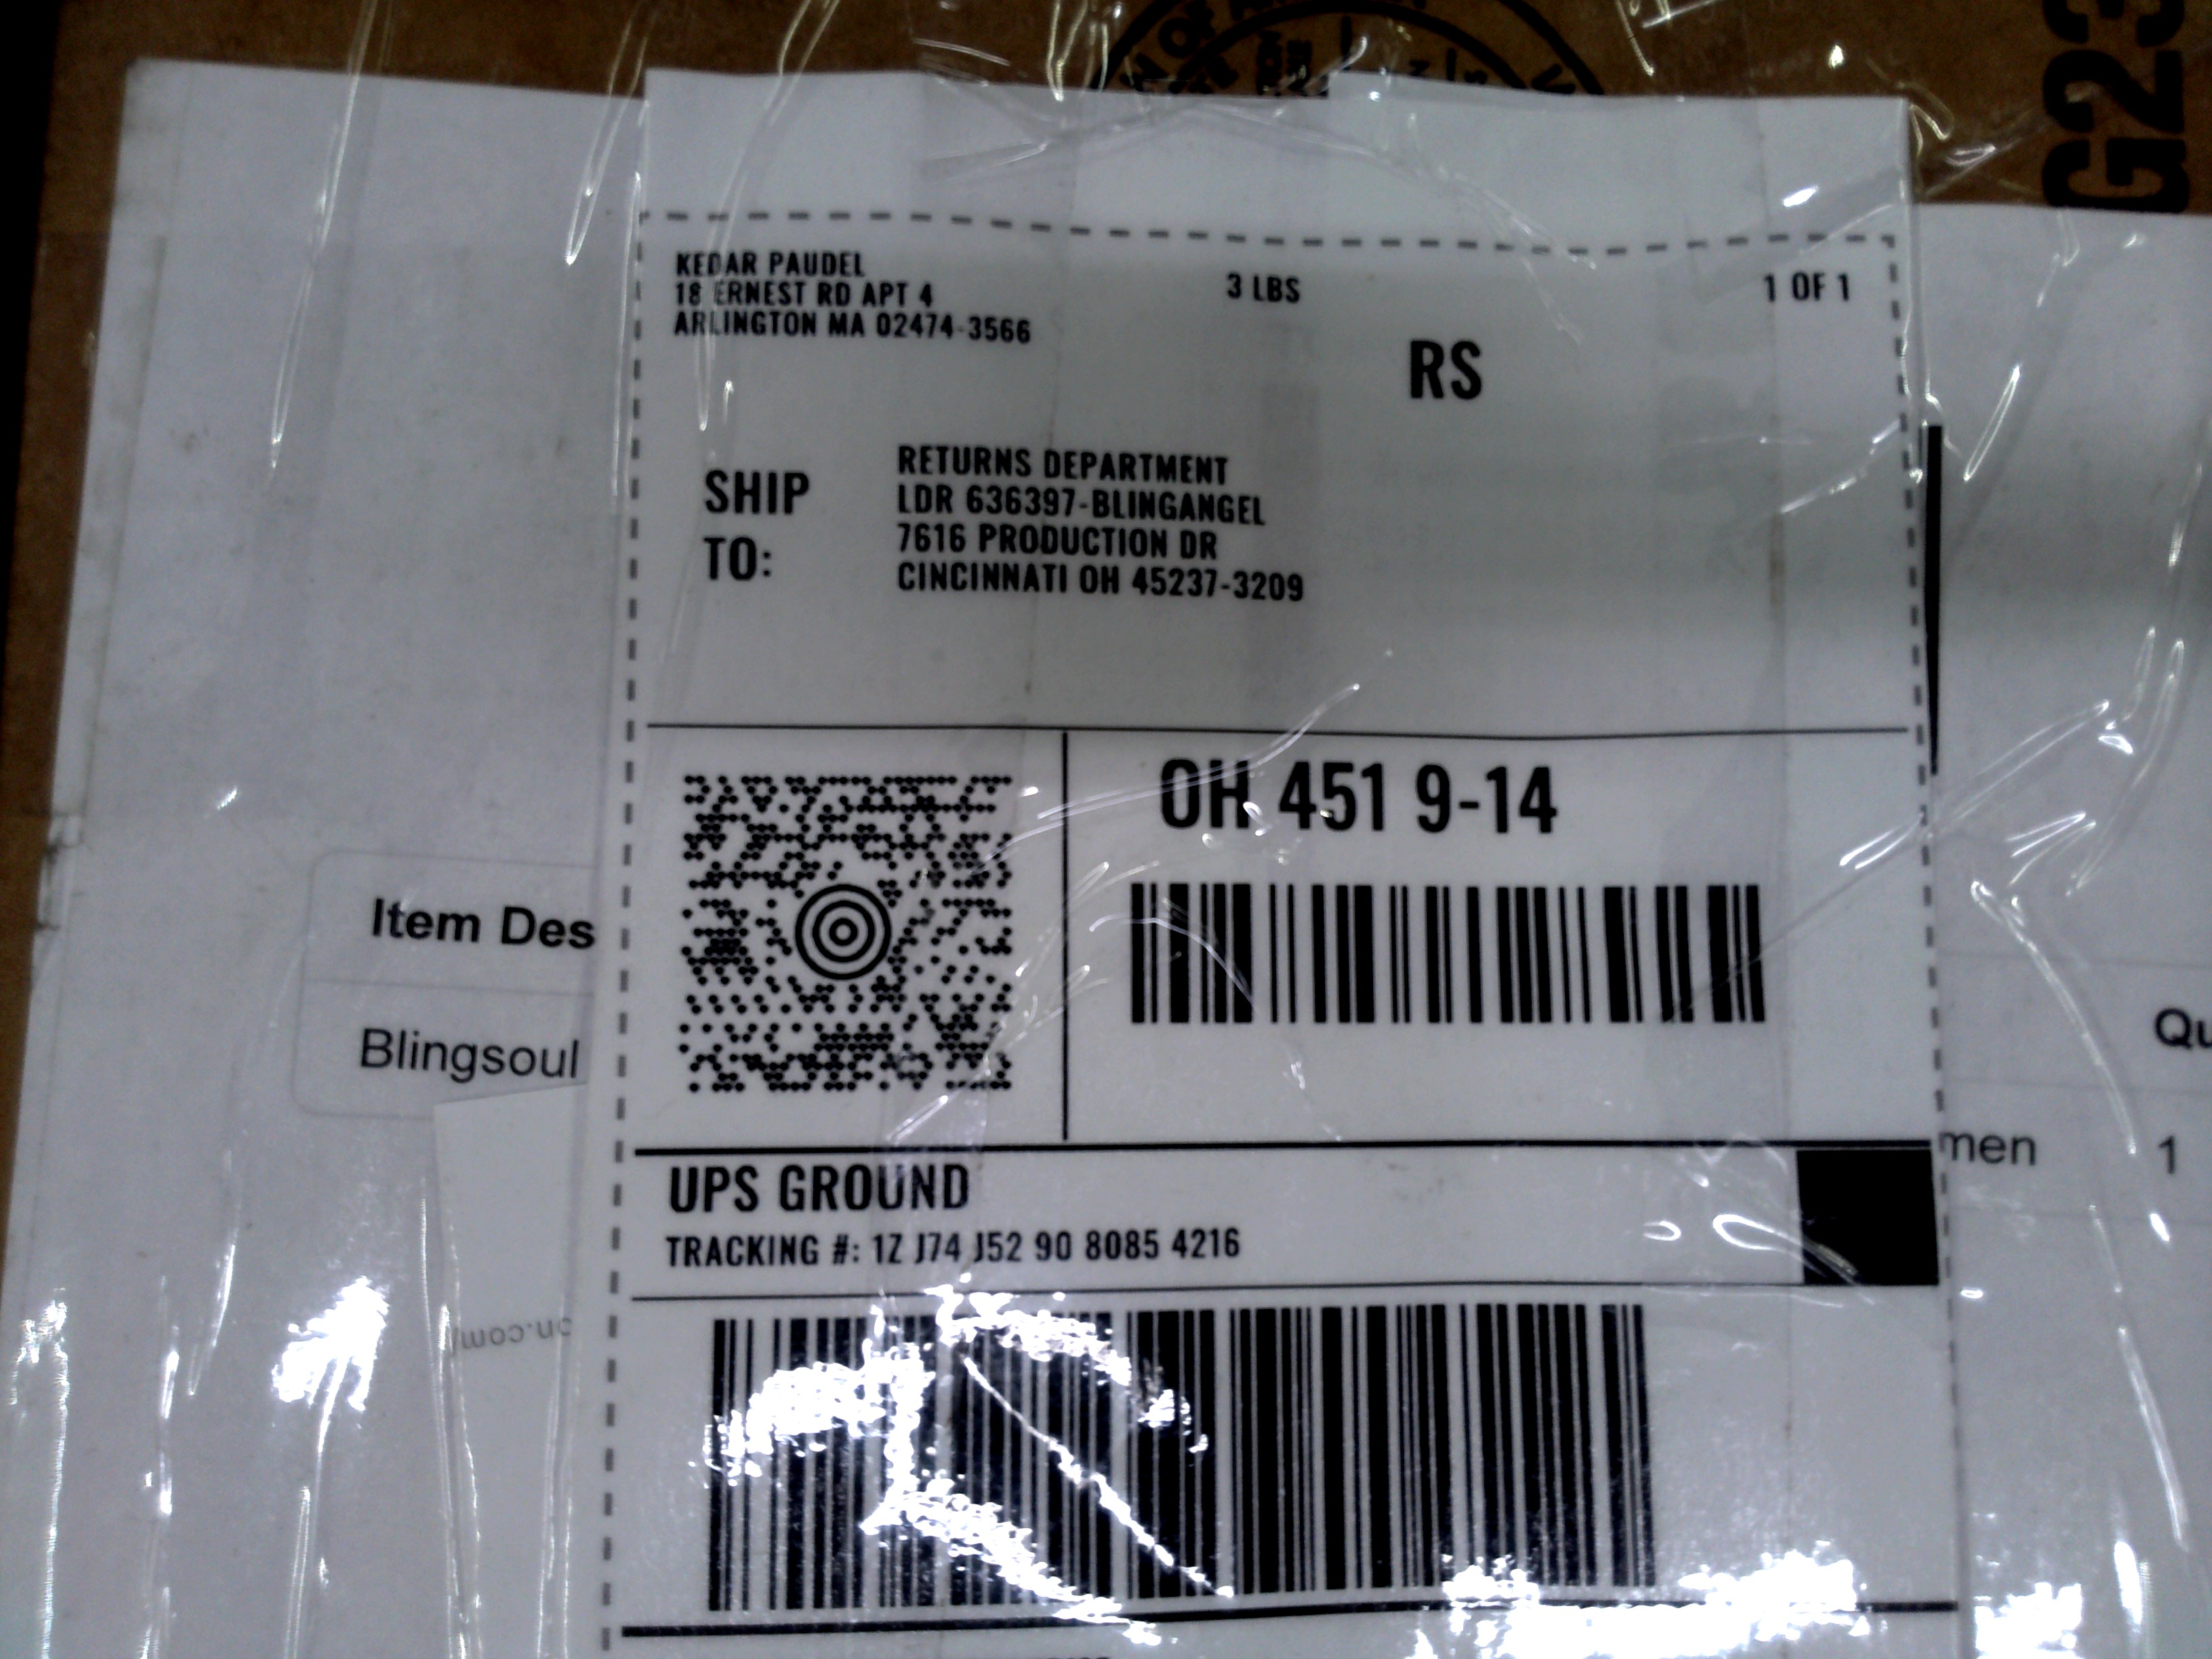 G23
KEDAR PAUDEL
18 ERNEST RD APT 4
ARLINGTON MA 02474-3566
3 LBS
1 OF 1
RS
SHIP
TO:
RETURNS DEPARTMENT
LDR 636397-BLINGANGEL
7616 PRODUCTION DR
CINCINNATI OH 45237-3209
OH 451 9-14
Item Des
Qu
Blingsoul
men
1
UPS GROUND
TRACKING #: 1Z J74 J52 90 8085 4216
on.com